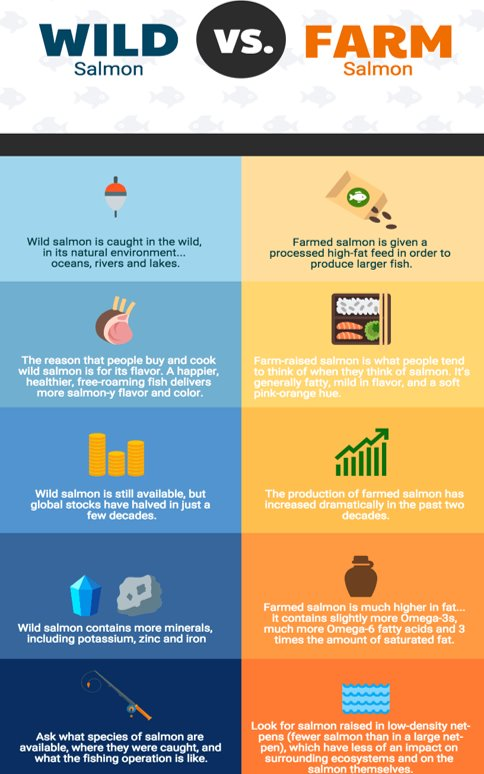 WILD VS. FARM
Salmon Salmon
Wild salmon is caught in the wild,
in its natural environment...
oceans, rivers and lakes.
Farmed salmon is given a
processed high-fat feed in order to
produce larger fish.
The reason that people buy and cook
wild salmon is for its flavor. A happier,
healthier, free-roaming fish delivers
more salmon-y flavor and color.
Farm-raised salmon is what people tend
to think of when they think of salmon. It's
generally fatty, mild in flavor, and a soft
pink-orange hue.
Wild salmon is still available, but
global stocks have halved in just a
few decades.
The production of farmed salmon has
increased dramatically in the past two
decades.
Wild salmon contains more minerals,
including potassium, zinc and iron
Farmed salmon is much higher in fat...
it contains slightly more Omega-3s,
much more Omega-6 fatty acids and 3
times the amount of saturated fat.
Ask what species of salmon are
available, where they were caught, and
what the fishing operation is like.
Look for salmon raised in low-density net-
pens (fewer salmon than in a large net-
pen), which have less of an impact on
surrounding ecosystems and on the
salmon themselves.